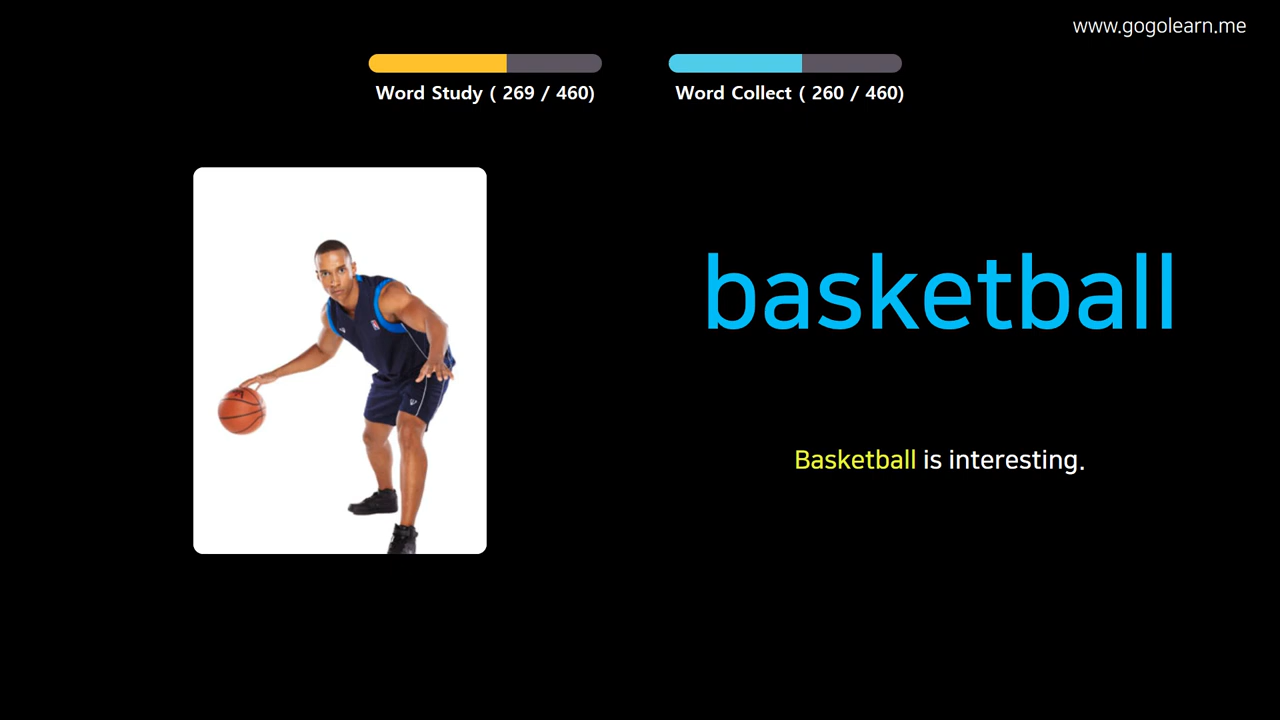 www.gogolearn.me
Word Study ( 269 / 460)
Word Collect ( 260 / 460)
basketball
Basketball is interesting.